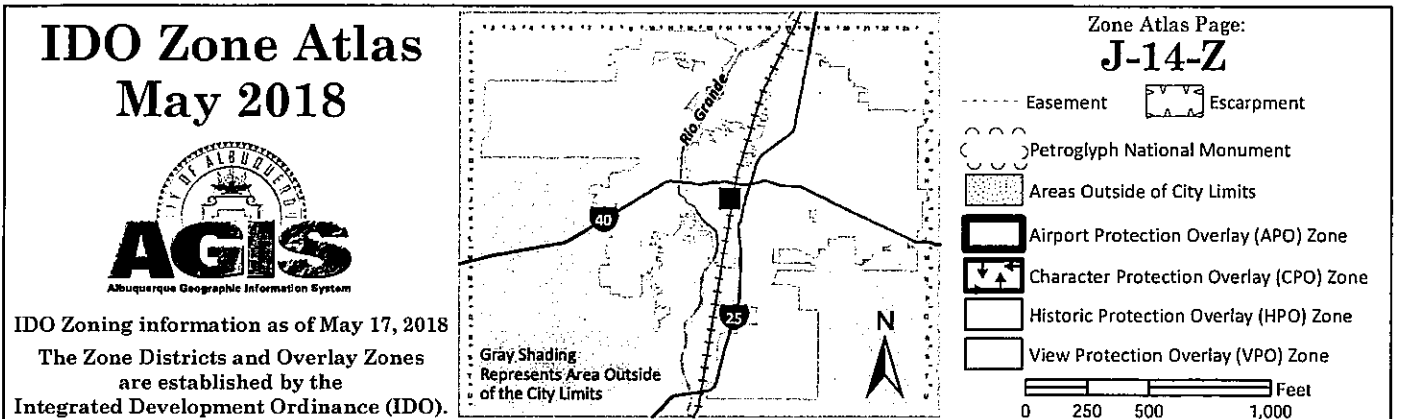 IDO Zone Atlas
May 2018
AGIS
Albuquerque Geographic Information System
IDO Zoning information as of May 17, 2018
The Zone Districts and Overlay Zones
are established by the
Integrated Development Ordinance (IDO).
Rio Grande
40
25
N
Gray Shading
Represents Area Outside
of the City Limits
Zone Atlas Page:
J-14-Z
Easement
Escarpment
Petroglyph National Monument
Areas Outside of City Limits
Airport Protection Overlay (APO) Zone
Character Protection Overlay (CPO) Zone
Historic Protection Overlay (HPO) Zone
View Protection Overlay (VPO) Zone
Feet
0 250 500 1,000